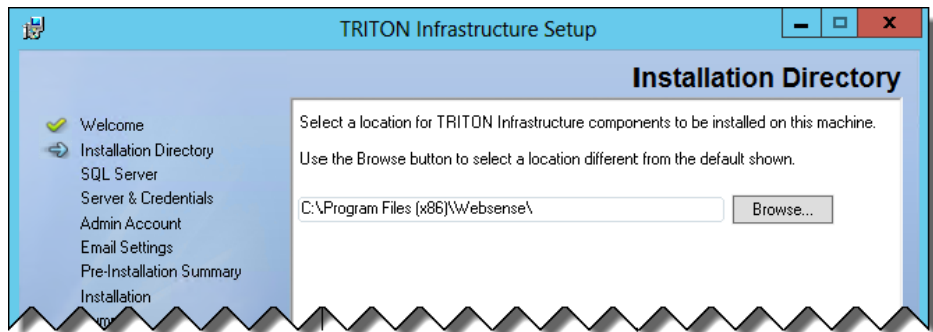 TRITON Infrastructure Setup
Installation Directory
Welcome
Installation Directory
SQL Server
Server & Credentials
Admin Account
Email Settings
Pre-Installation Summary
Installation
Select a location for TRITON Infrastructure components to be installed on this machine.
Use the Browse button to select a location different from the default shown.
C:\Program Files (x86)\Websense\
Browse...